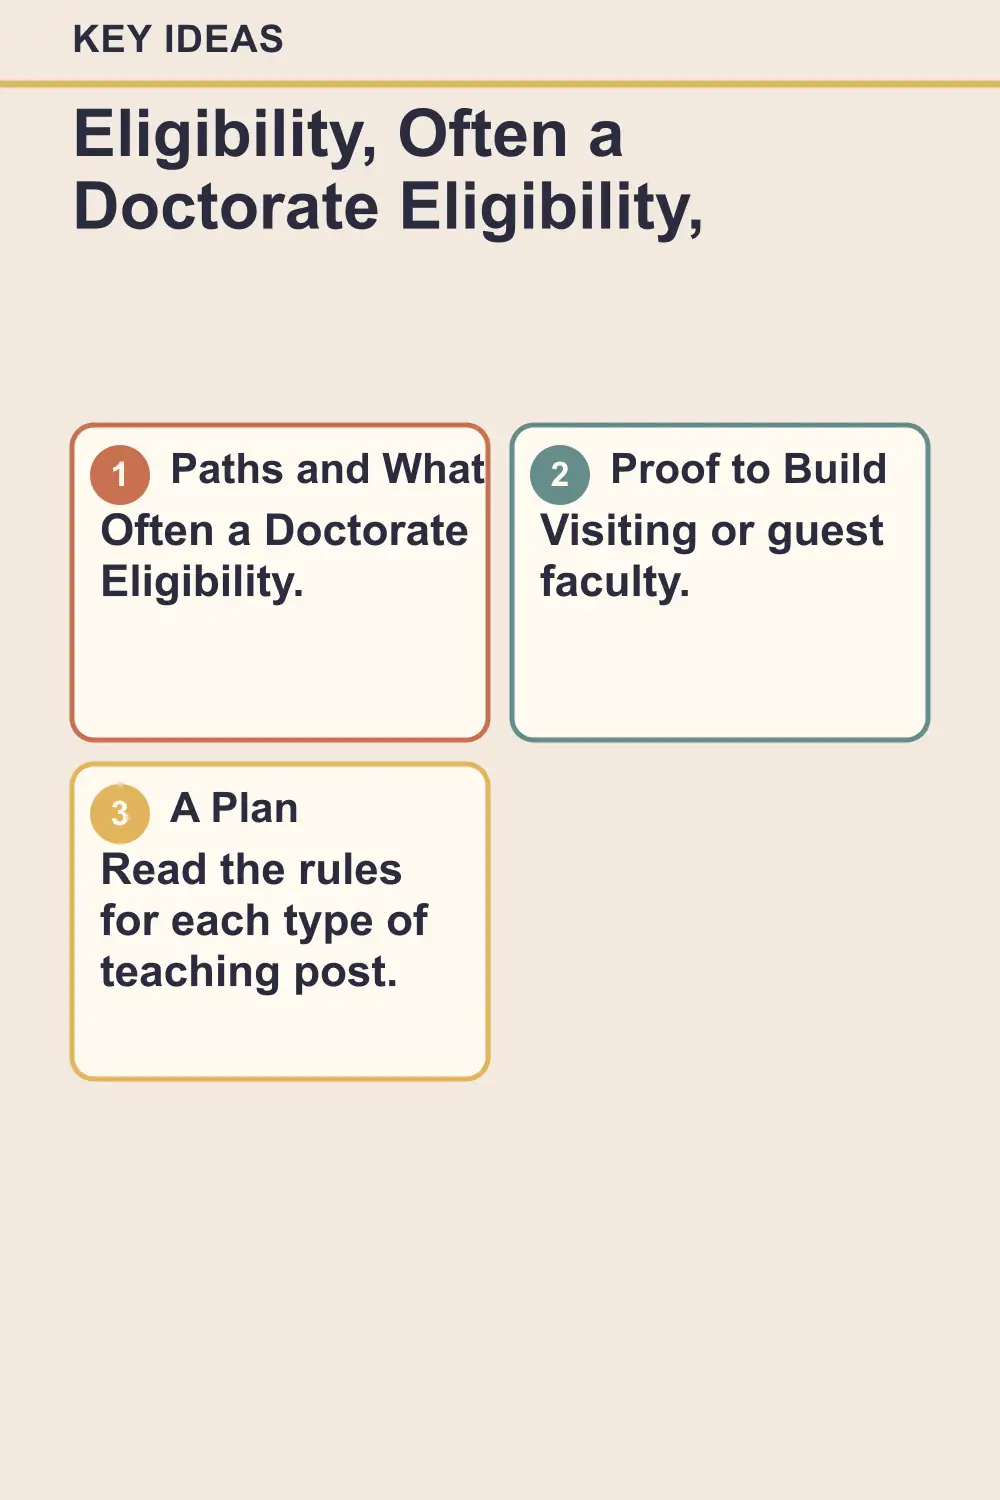 KEY IDEAS
Eligibility, Often a
Doctorate Eligibility,
1 Paths and What
Often a Doctorate
Eligibility.
2 Proof to Build
Visiting or guest
faculty.
3 A Plan
Read the rules
for each type of
teaching post.